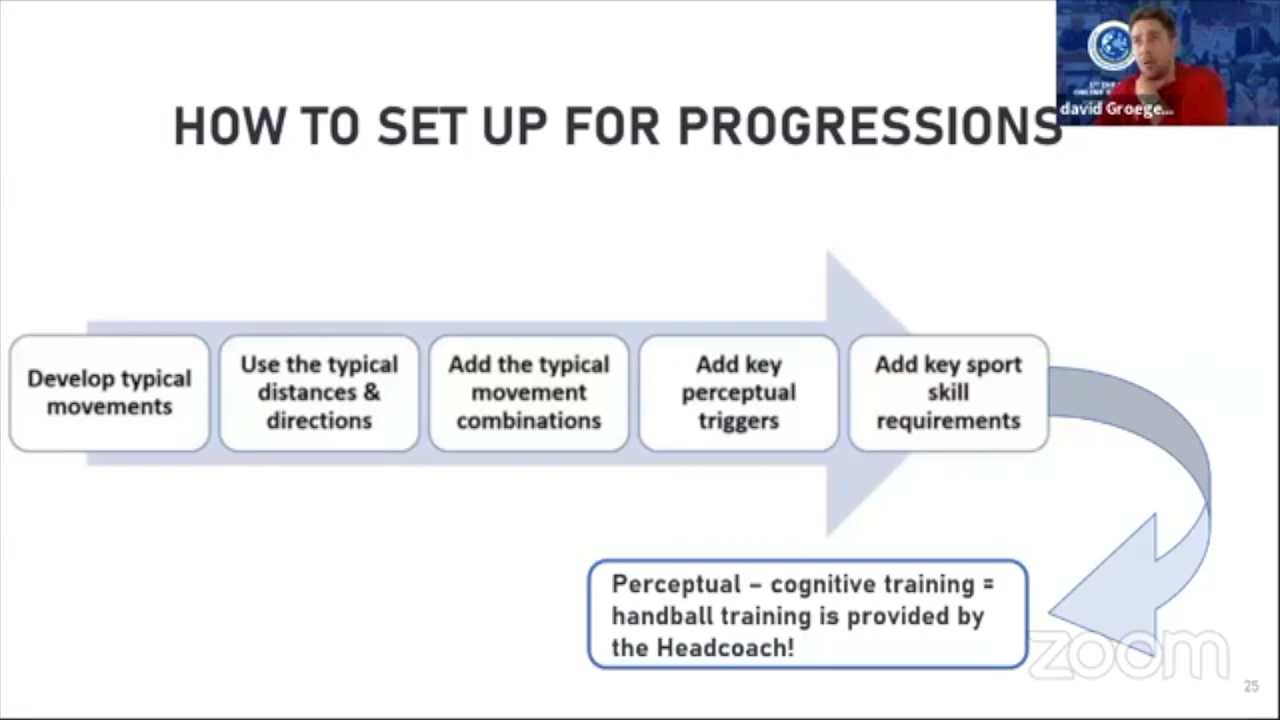 HOW TO SET UP FOR PROGRESSIONS
david Groege...
Develop typical
movements
Use the typical
distances &
directions
Add the typical
movement
combinations
Add key
perceptual
triggers
Add key sport
skill
requirements
Perceptual – cognitive training =
handball training is provided by
the Headcoach!
zoom
25